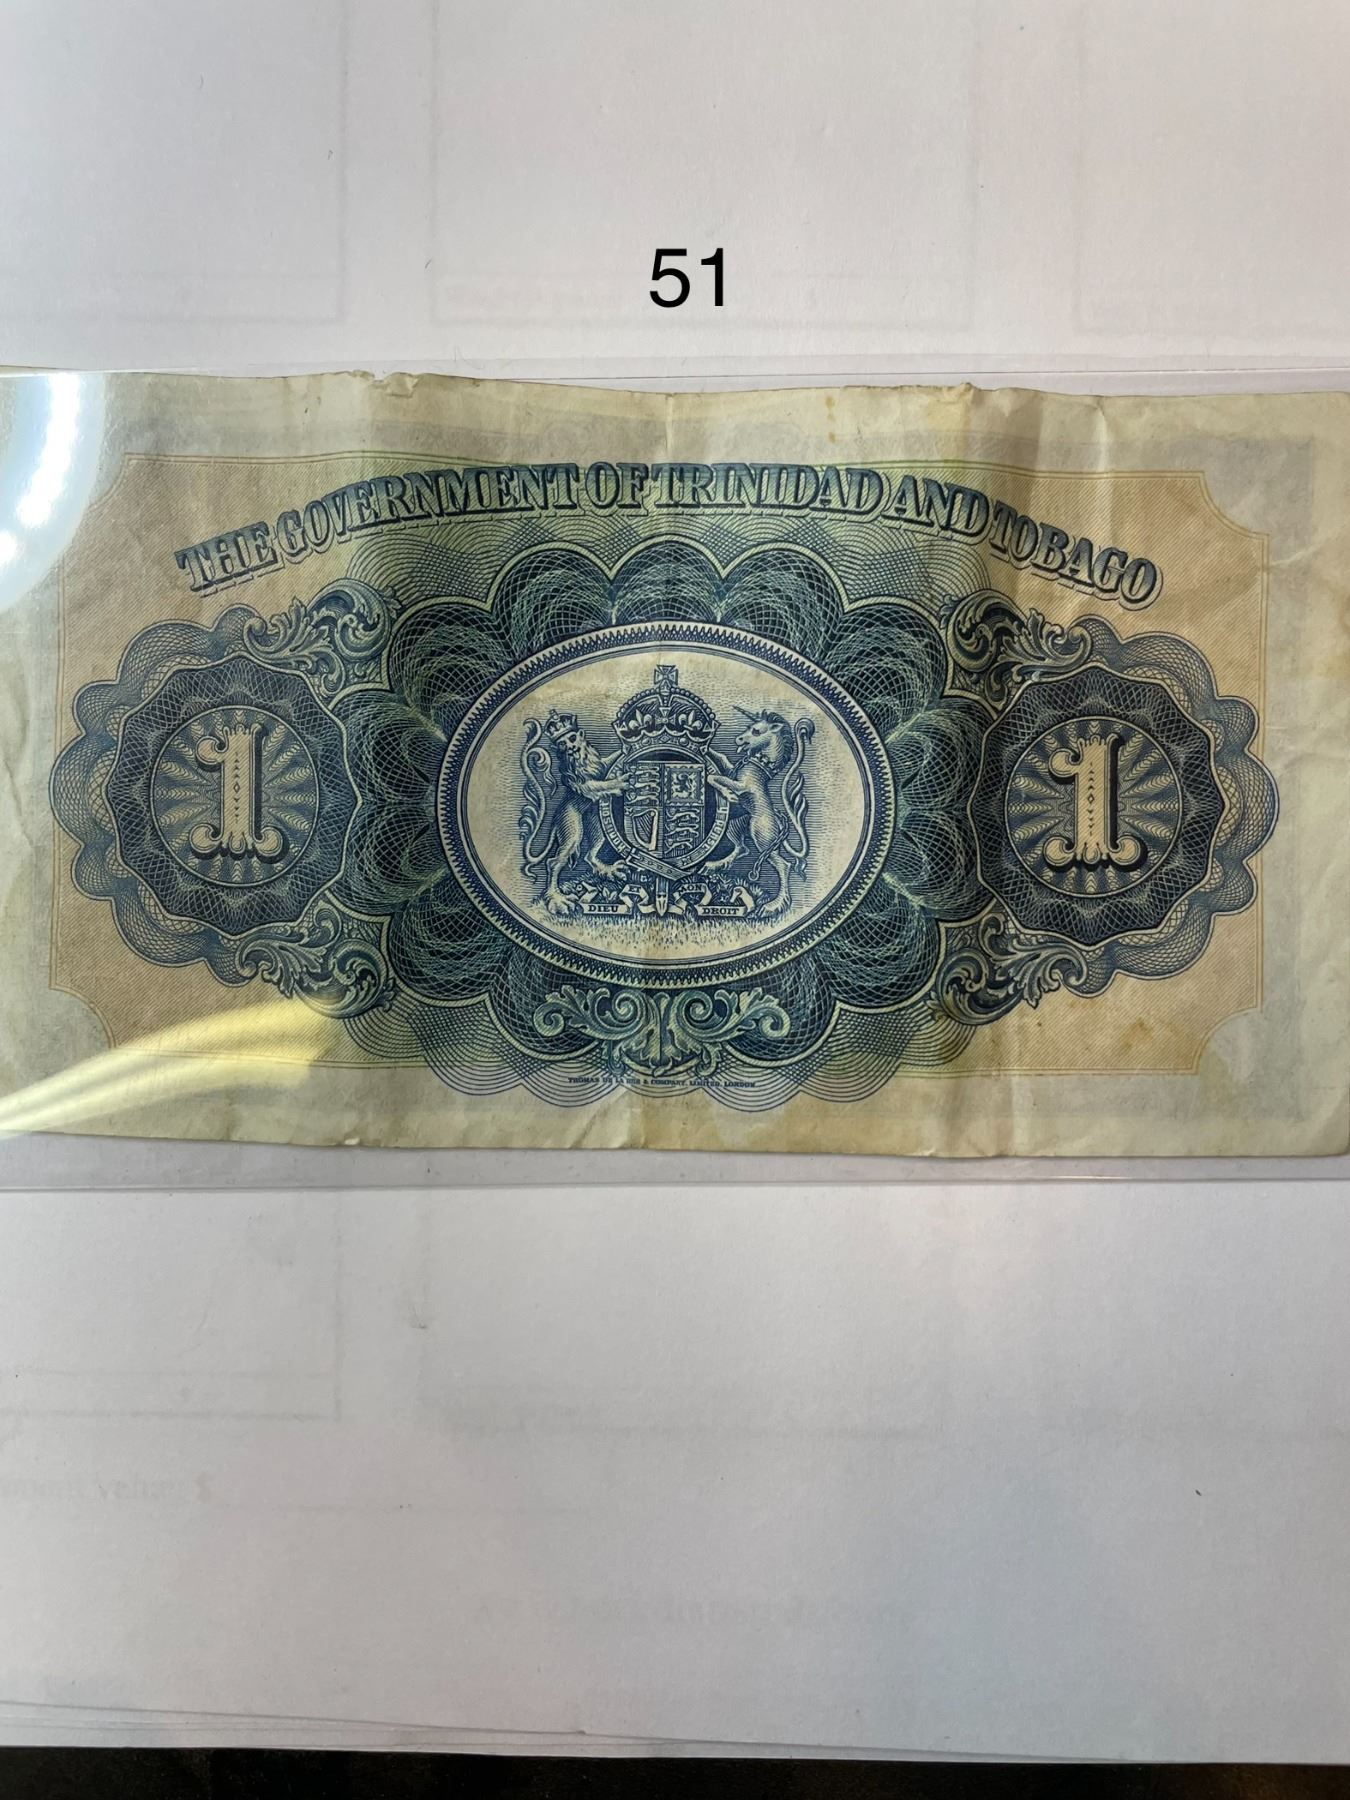 51
THE GOVERNMENT OF TRINIDAD AND TOBAGO
1 1
DIEU ET MON DROIT
THOMAS DE LA RUE & COMPANY, LIMITED, LONDON